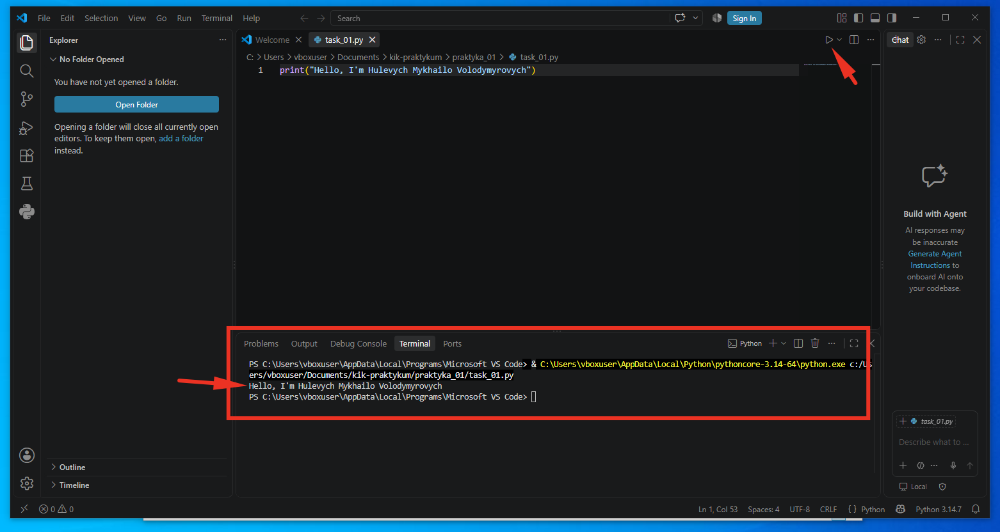 File Edit Selection View Go Run Terminal Help
Search
Sign In
Explorer
No Folder Opened
You have not yet opened a folder.
Open Folder
Opening a folder will close all currently open
editors. To keep them open, add a folder
instead.
Outline
Timeline
Welcome task_01.py
C: > Users > vboxuser > Documents > kik-praktykum > praktyka_01 > task_01.py
1 print("Hello, I'm Hulevych Mykhailo Volodymyrovych")
Problems Output Debug Console Terminal Ports
Python
PS C:\Users\vboxuser\AppData\Local\Programs\Microsoft VS Code> & C:\Users\vboxuser\AppData\Local\Python\pythoncore-3.14-64\python.exe c:/Us
ers/vboxuser/Documents/kik-praktykum/praktyka_01/task_01.py
Hello, I'm Hulevych Mykhailo Volodymyrovych
PS C:\Users\vboxuser\AppData\Local\Programs\Microsoft VS Code>
Chat
Build with Agent
AI responses may
be inaccurate
Generate Agent
Instructions to
onboard AI onto
your codebase.
task_01.py
Describe what to ...
Local
0 0
Ln 1, Col 53 Spaces: 4 UTF-8 CRLF {} Python Python 3.14.7